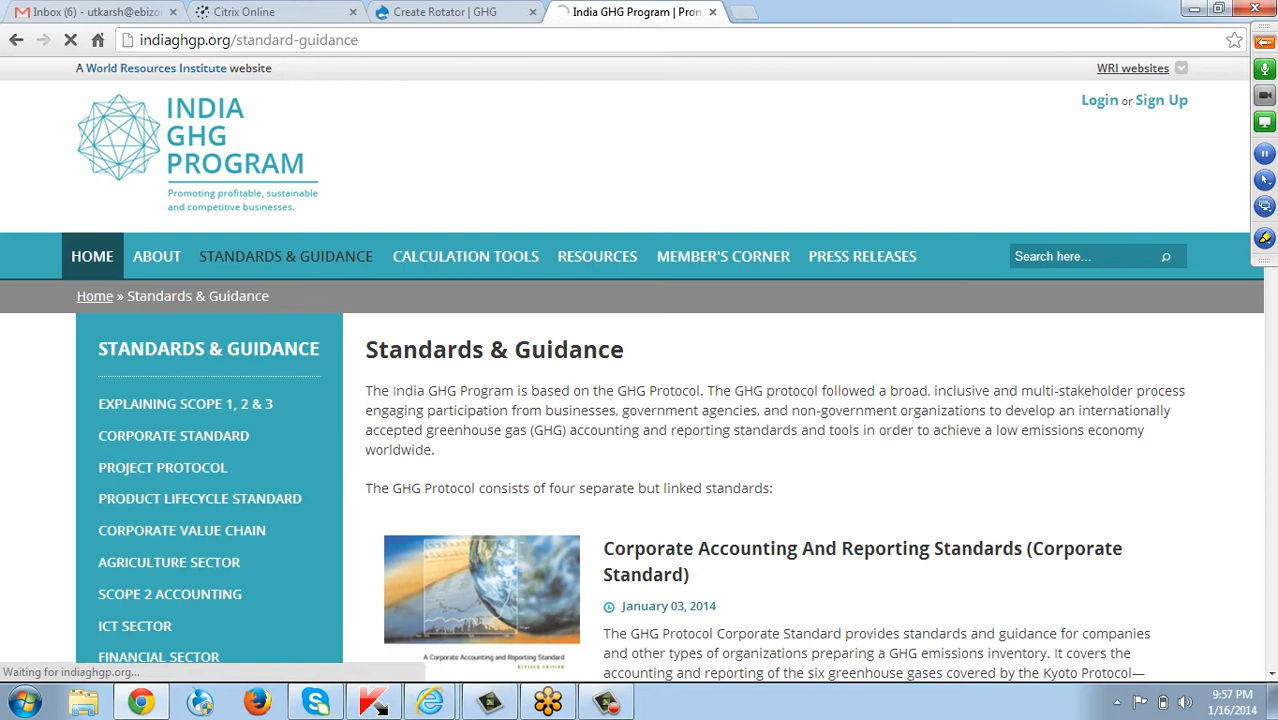 Inbox (6) - utkarsh@ebizo
Citrix Online
Create Rotator | GHG
India GHG Program | Pron
indiaghgp.org/standard-guidance
A World Resources Institute website
WRI websites
INDIA
GHG
PROGRAM
Promoting profitable, sustainable
and competitive businesses.
Login or Sign Up
HOME ABOUT STANDARDS & GUIDANCE CALCULATION TOOLS RESOURCES MEMBER'S CORNER PRESS RELEASES
Search here...
Home » Standards & Guidance
STANDARDS & GUIDANCE
EXPLAINING SCOPE 1, 2 & 3
CORPORATE STANDARD
PROJECT PROTOCOL
PRODUCT LIFECYCLE STANDARD
CORPORATE VALUE CHAIN
AGRICULTURE SECTOR
SCOPE 2 ACCOUNTING
ICT SECTOR
FINANCIAL SECTOR
Standards & Guidance
The India GHG Program is based on the GHG Protocol. The GHG protocol followed a broad, inclusive and multi-stakeholder process
engaging participation from businesses, government agencies, and non-government organizations to develop an internationally
accepted greenhouse gas (GHG) accounting and reporting standards and tools in order to achieve a low emissions economy
worldwide.
The GHG Protocol consists of four separate but linked standards:
A Corporate Accounting and Reporting Standard
REVISED EDITION
Corporate Accounting And Reporting Standards (Corporate
Standard)
January 03, 2014
The GHG Protocol Corporate Standard provides standards and guidance for companies
and other types of organizations preparing a GHG emissions inventory. It covers the
accounting and reporting of the six greenhouse gases covered by the Kyoto Protocol—
Waiting for indiaghgp.org...
9:57 PM
1/16/2014